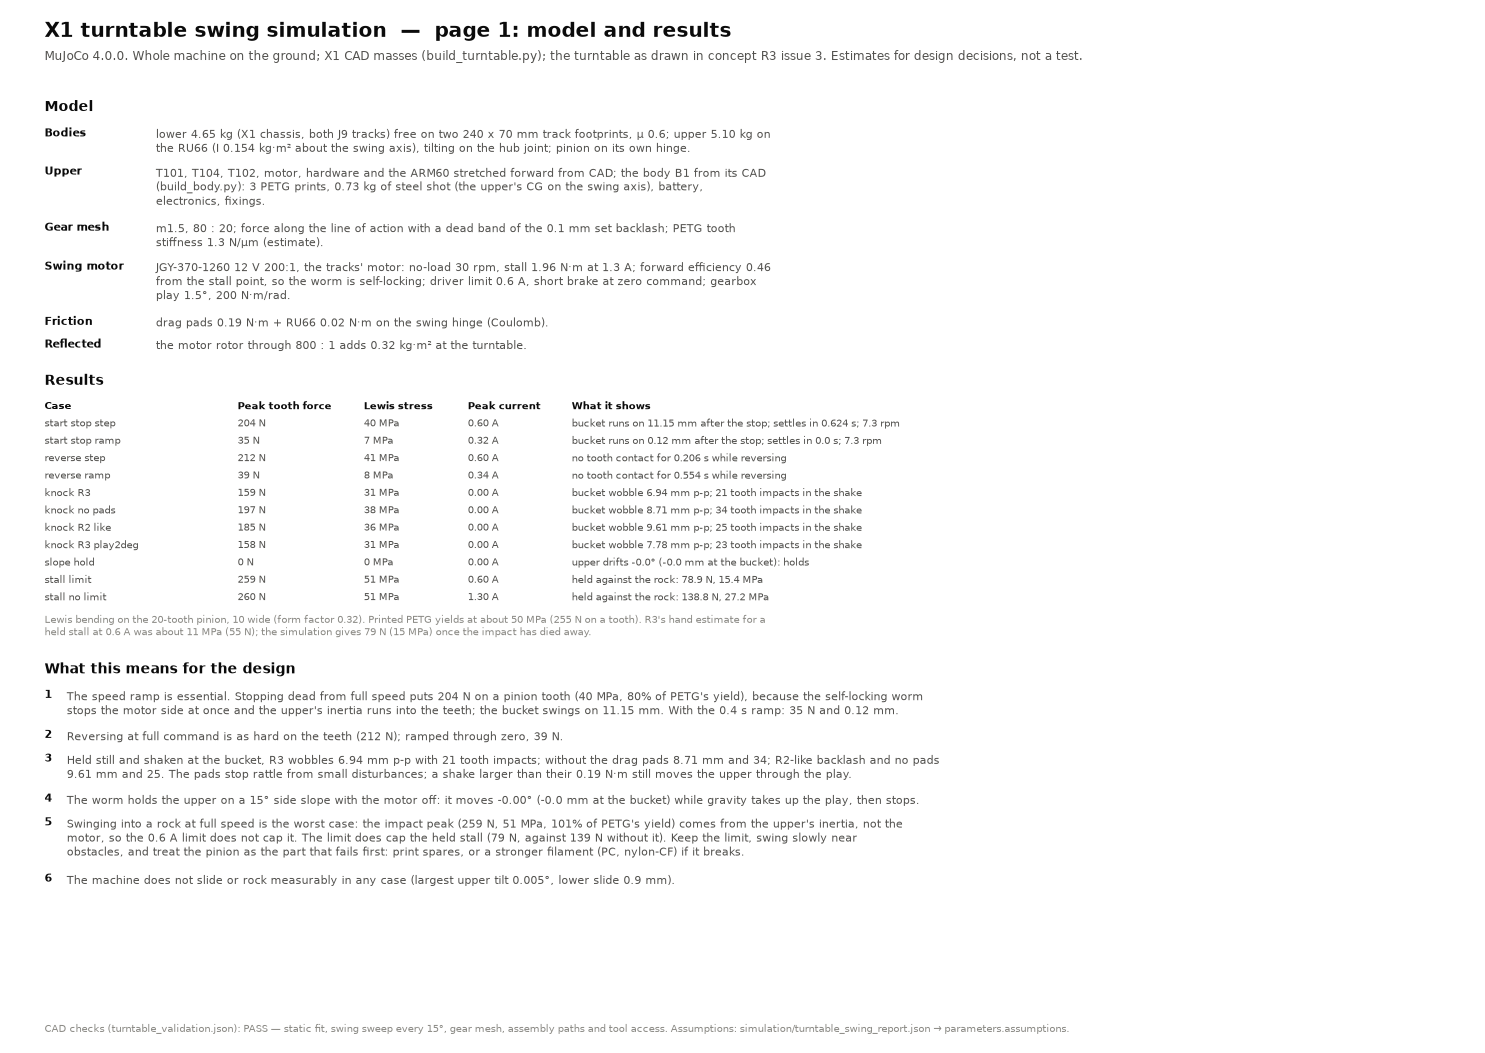 X1 turntable swing simulation — page 1: model and results
MuJoCo 4.0.0. Whole machine on the ground; X1 CAD masses (build_turntable.py); the turntable as drawn in concept R3 issue 3. Estimates for design decisions, not a test.
Model
Bodies
lower 4.65 kg (X1 chassis, both J9 tracks) free on two 240 x 70 mm track footprints, μ 0.6; upper 5.10 kg on
the RU66 (I 0.154 kg·m² about the swing axis), tilting on the hub joint; pinion on its own hinge.
Upper
T101, T104, T102, motor, hardware and the ARM60 stretched forward from CAD; the body B1 from its CAD
(build_body.py): 3 PETG prints, 0.73 kg of steel shot (the upper's CG on the swing axis), battery,
electronics, fixings.
Gear mesh
m1.5, 80 : 20; force along the line of action with a dead band of the 0.1 mm set backlash; PETG tooth
stiffness 1.3 N/μm (estimate).
Swing motor
JGY-370-1260 12 V 200:1, the tracks' motor: no-load 30 rpm, stall 1.96 N·m at 1.3 A; forward efficiency 0.46
from the stall point, so the worm is self-locking; driver limit 0.6 A, short brake at zero command; gearbox
play 1.5°, 200 N·m/rad.
Friction
drag pads 0.19 N·m + RU66 0.02 N·m on the swing hinge (Coulomb).
Reflected
the motor rotor through 800 : 1 adds 0.32 kg·m² at the turntable.
Results
Case Peak tooth force Lewis stress Peak current What it shows
start stop step 204 N 40 MPa 0.60 A bucket runs on 11.15 mm after the stop; settles in 0.624 s; 7.3 rpm
start stop ramp 35 N 7 MPa 0.32 A bucket runs on 0.12 mm after the stop; settles in 0.0 s; 7.3 rpm
reverse step 212 N 41 MPa 0.60 A no tooth contact for 0.206 s while reversing
reverse ramp 39 N 8 MPa 0.34 A no tooth contact for 0.554 s while reversing
knock R3 159 N 31 MPa 0.00 A bucket wobble 6.94 mm p-p; 21 tooth impacts in the shake
knock no pads 197 N 38 MPa 0.00 A bucket wobble 8.71 mm p-p; 34 tooth impacts in the shake
knock R2 like 185 N 36 MPa 0.00 A bucket wobble 9.61 mm p-p; 25 tooth impacts in the shake
knock R3 play2deg 158 N 31 MPa 0.00 A bucket wobble 7.78 mm p-p; 23 tooth impacts in the shake
slope hold 0 N 0 MPa 0.00 A upper drifts -0.0° (-0.0 mm at the bucket): holds
stall limit 259 N 51 MPa 0.60 A held against the rock: 78.9 N, 15.4 MPa
stall no limit 260 N 51 MPa 1.30 A held against the rock: 138.8 N, 27.2 MPa
Lewis bending on the 20-tooth pinion, 10 wide (form factor 0.32). Printed PETG yields at about 50 MPa (255 N on a tooth). R3's hand estimate for a
held stall at 0.6 A was about 11 MPa (55 N); the simulation gives 79 N (15 MPa) once the impact has died away.
What this means for the design
1 The speed ramp is essential. Stopping dead from full speed puts 204 N on a pinion tooth (40 MPa, 80% of PETG's yield), because the self-locking worm
stops the motor side at once and the upper's inertia runs into the teeth; the bucket swings on 11.15 mm. With the 0.4 s ramp: 35 N and 0.12 mm.
2 Reversing at full command is as hard on the teeth (212 N); ramped through zero, 39 N.
3 Held still and shaken at the bucket, R3 wobbles 6.94 mm p-p with 21 tooth impacts; without the drag pads 8.71 mm and 34; R2-like backlash and no pads
9.61 mm and 25. The pads stop rattle from small disturbances; a shake larger than their 0.19 N·m still moves the upper through the play.
4 The worm holds the upper on a 15° side slope with the motor off: it moves -0.00° (-0.0 mm at the bucket) while gravity takes up the play, then stops.
5 Swinging into a rock at full speed is the worst case: the impact peak (259 N, 51 MPa, 101% of PETG's yield) comes from the upper's inertia, not the
motor, so the 0.6 A limit does not cap it. The limit does cap the held stall (79 N, against 139 N without it). Keep the limit, swing slowly near
obstacles, and treat the pinion as the part that fails first: print spares, or a stronger filament (PC, nylon-CF) if it breaks.
6 The machine does not slide or rock measurably in any case (largest upper tilt 0.005°, lower slide 0.9 mm).
CAD checks (turntable_validation.json): PASS — static fit, swing sweep every 15°, gear mesh, assembly paths and tool access. Assumptions: simulation/turntable_swing_report.json → parameters.assumptions.